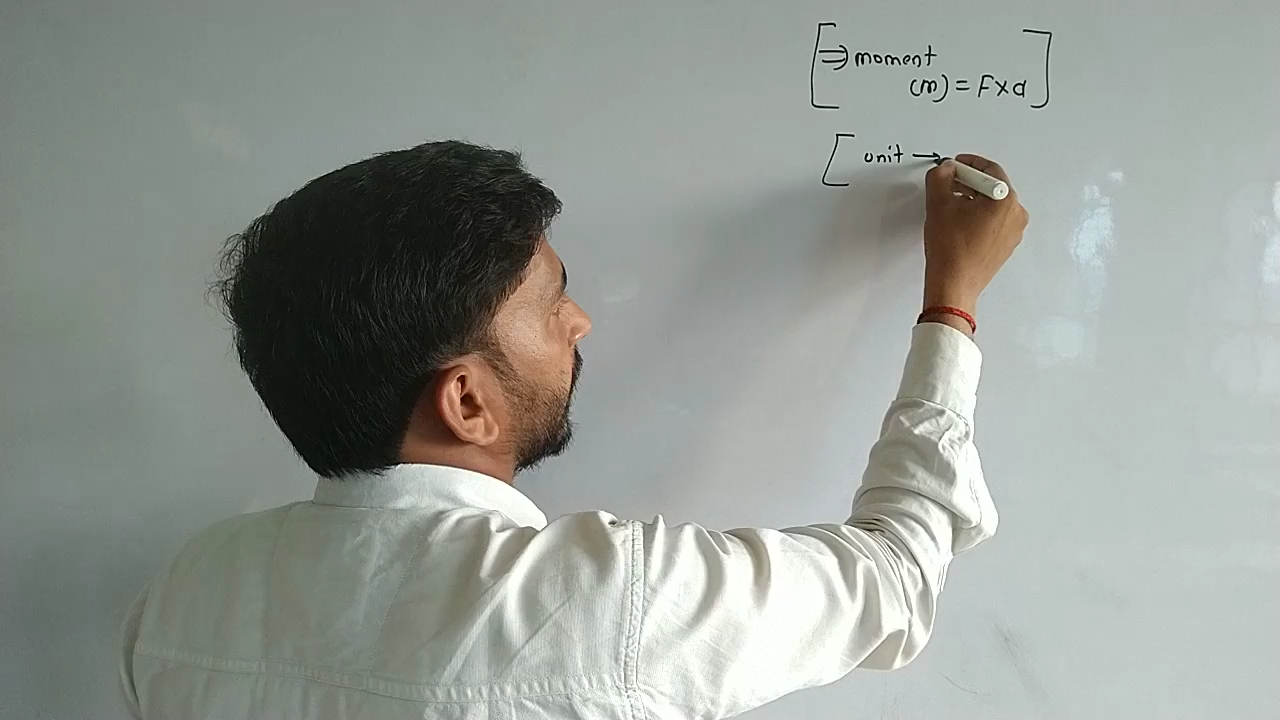 [⇒ moment
(m) = F×d]
[ unit →